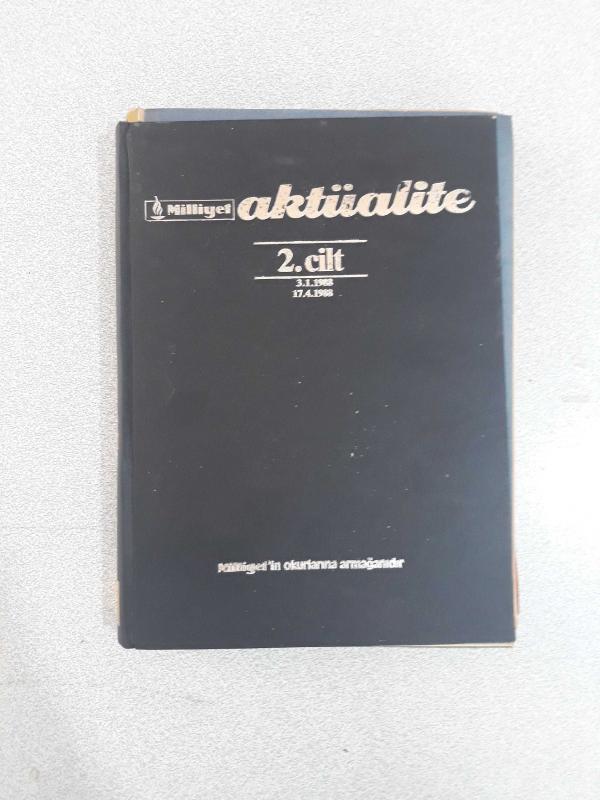 Milliyet aktüalite
2. cilt
3.1.1988
17.4.1988
Milliyet'in okurlarına armağanıdır